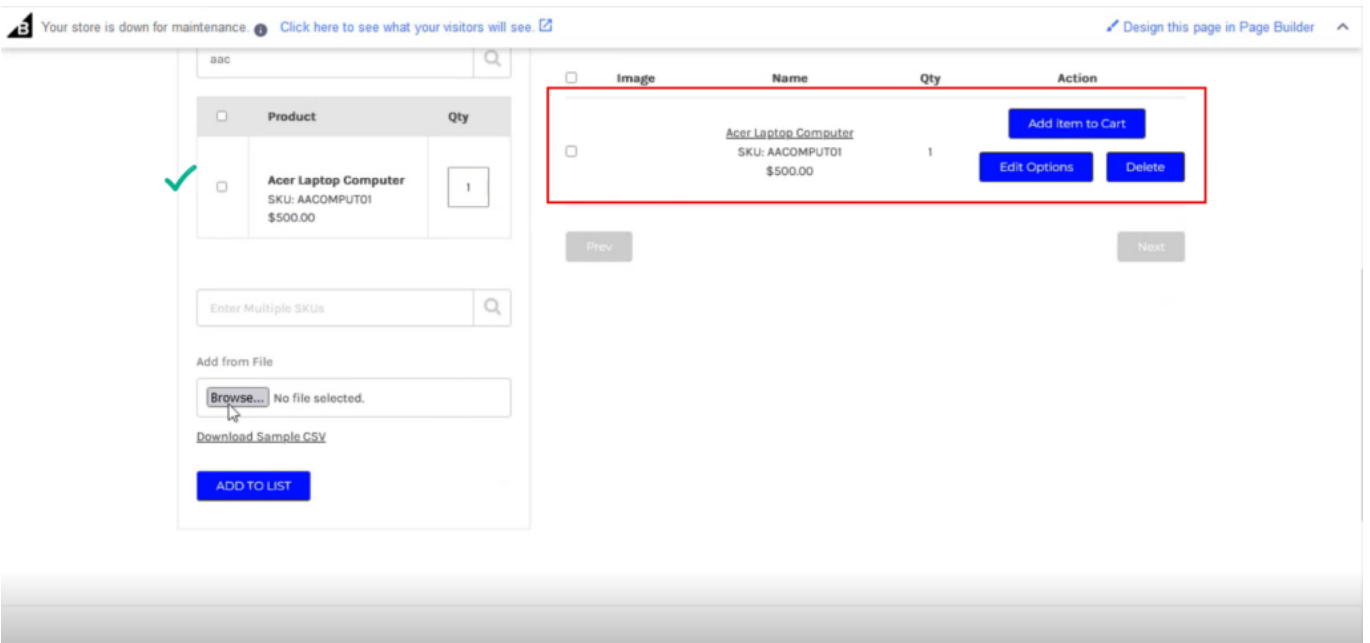 Your store is down for maintenance. Click here to see what your visitors will see.
Design this page in Page Builder
aac
Product Qty
Acer Laptop Computer
SKU: AACOMPUT01
$500.00
1
Enter Multiple SKUs
Add from File
Browse... No file selected.
Download Sample CSV
ADD TO LIST
Image Name Qty Action
Acer Laptop Computer
SKU: AACOMPUT01
$500.00
1
Add item to Cart
Edit Options Delete
Prev Next